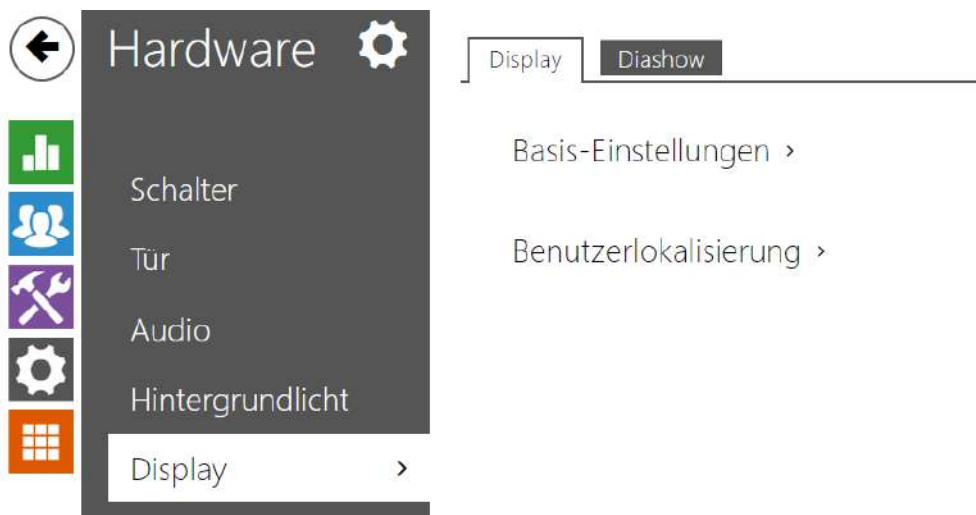 Hardware
Schalter
Tür
Audio
Hintergrundlicht
Display
Display
Diashow
Basis-Einstellungen
Benutzerlokalisierung